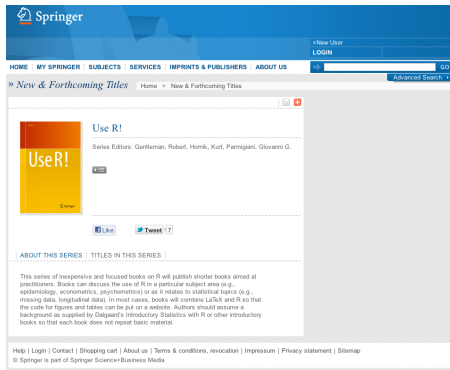 Springer
»New User
LOGIN
HOME | MY SPRINGER | SUBJECTS | SERVICES | IMPRINTS & PUBLISHERS | ABOUT US
GO
Advanced Search
» New & Forthcoming Titles
Home > New & Forthcoming Titles
Use R!
Series Editors: Gentleman, Robert, Hornik, Kurt, Parmigiani, Giovanni G.
Use R!
Springer
Like
Tweet
7
ABOUT THIS SERIES | TITLES IN THIS SERIES |
This series of inexpensive and focused books on R will publish shorter books aimed at
practitioners. Books can discuss the use of R in a particular subject area (e.g.,
epidemiology, econometrics, psychometrics) or as it relates to statistical topics (e.g.,
missing data, longitudinal data). In most cases, books will combine LaTeX and R so that
the code for figures and tables can be put on a website. Authors should assume a
background as supplied by Dalgaard's Introductory Statistics with R or other introductory
books so that each book does not repeat basic material.
Help | Login | Contact | Shopping cart | About us | Terms & conditions, revocation | Impressum | Privacy statement | Sitemap
© Springer is part of Springer Science+Business Media